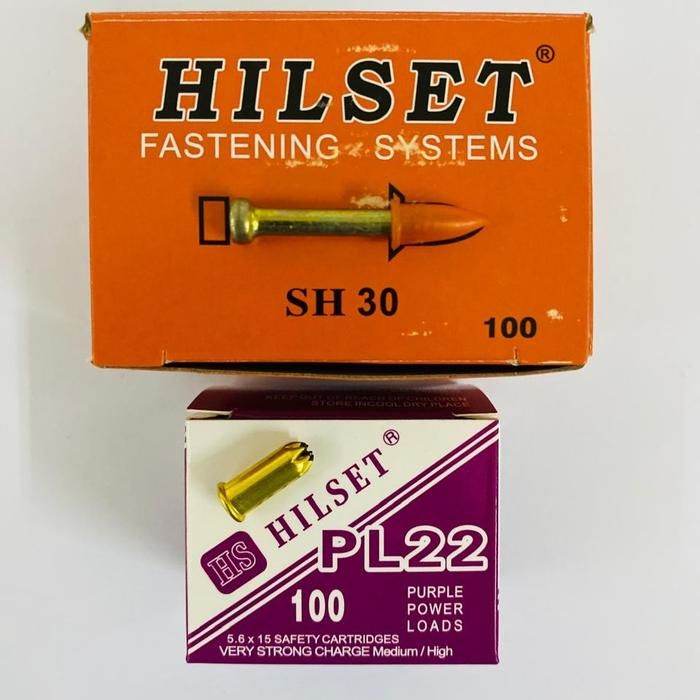 HILSET®
FASTENING SYSTEMS
SH 30
100
KEEP OUT OF REACH OF CHILDREN
STORE IN COOL DRY PLACE
HILSET®
HS
PL22
100
PURPLE
POWER
LOADS
5.6 x 15 SAFETY CARTRIDGES
VERY STRONG CHARGE Medium / High